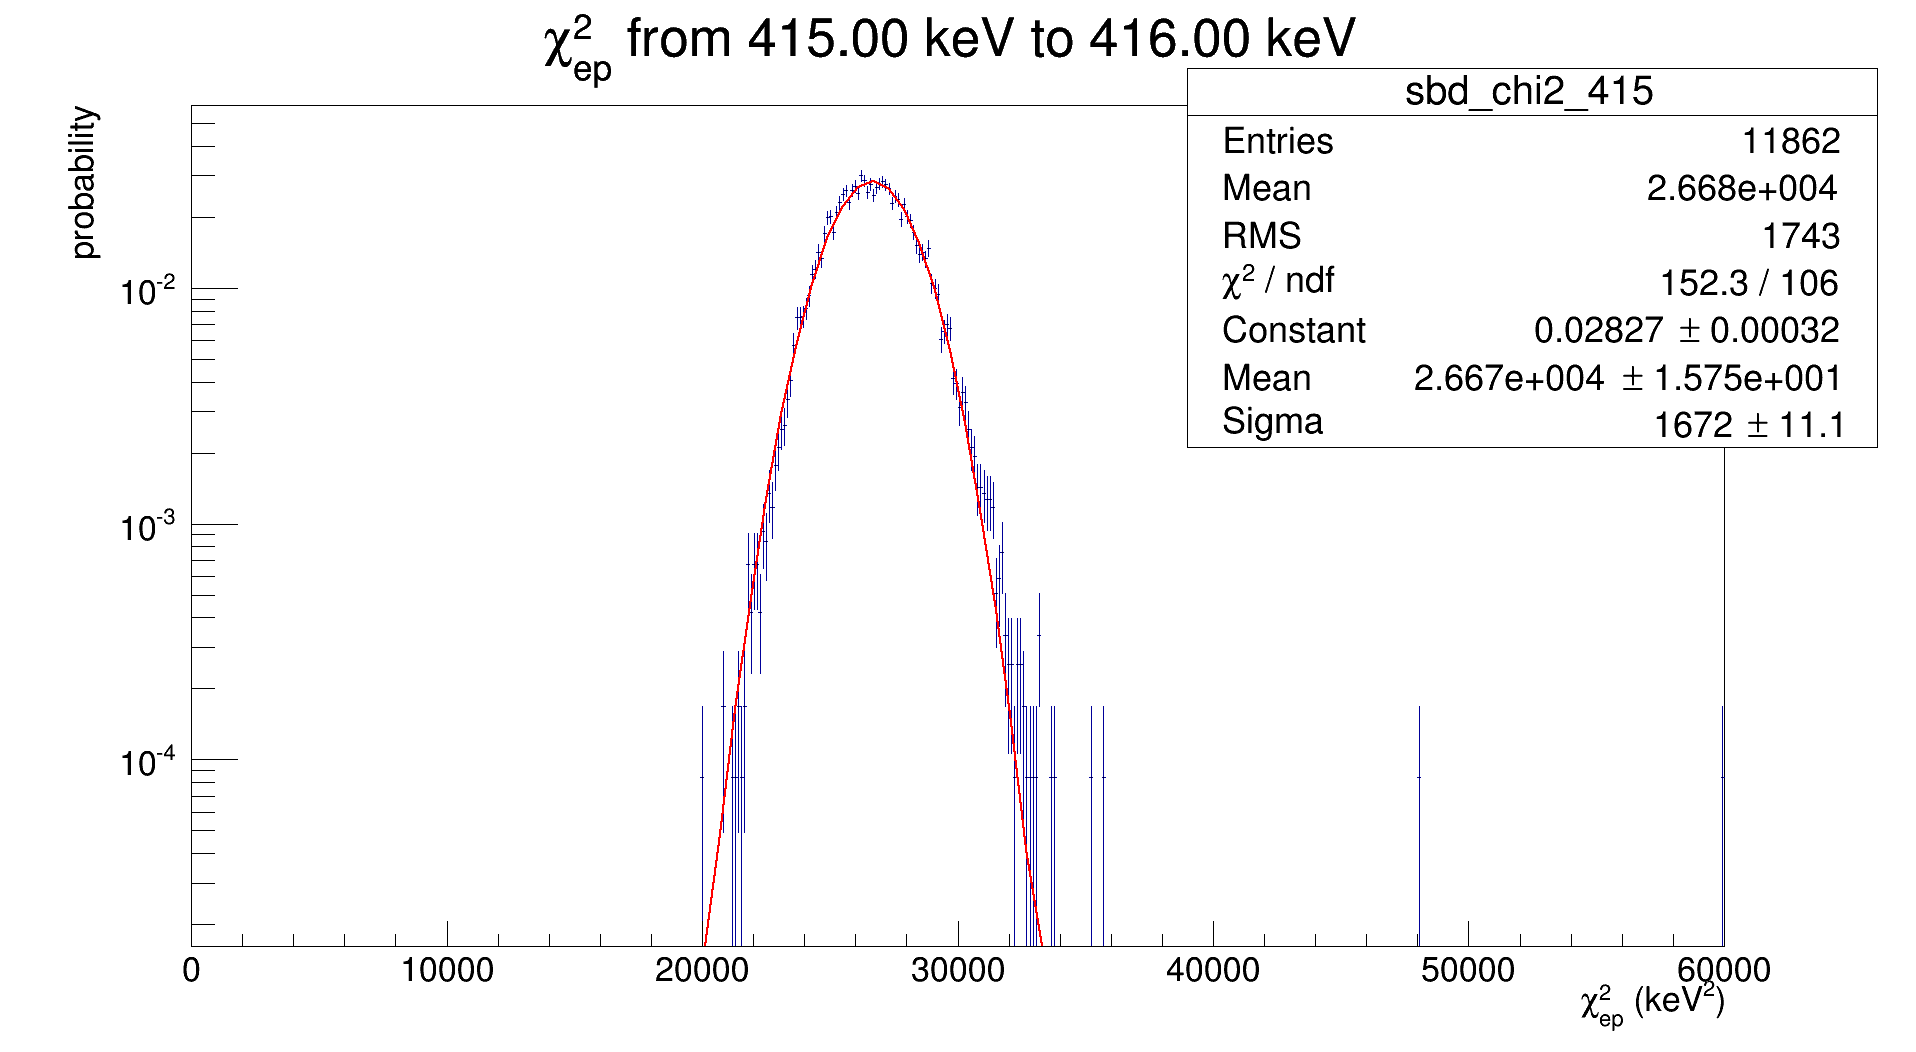 χ²ep from 415.00 keV to 416.00 keV
sbd_chi2_415
Entries 11862
Mean 2.668e+004
RMS 1743
χ² / ndf 152.3 / 106
Constant 0.02827 ± 0.00032
Mean 2.667e+004 ± 1.575e+001
Sigma 1672 ± 11.1
probability
10⁻²
10⁻³
10⁻⁴
0 10000 20000 30000 40000 50000 60000
χ²ep (keV²)